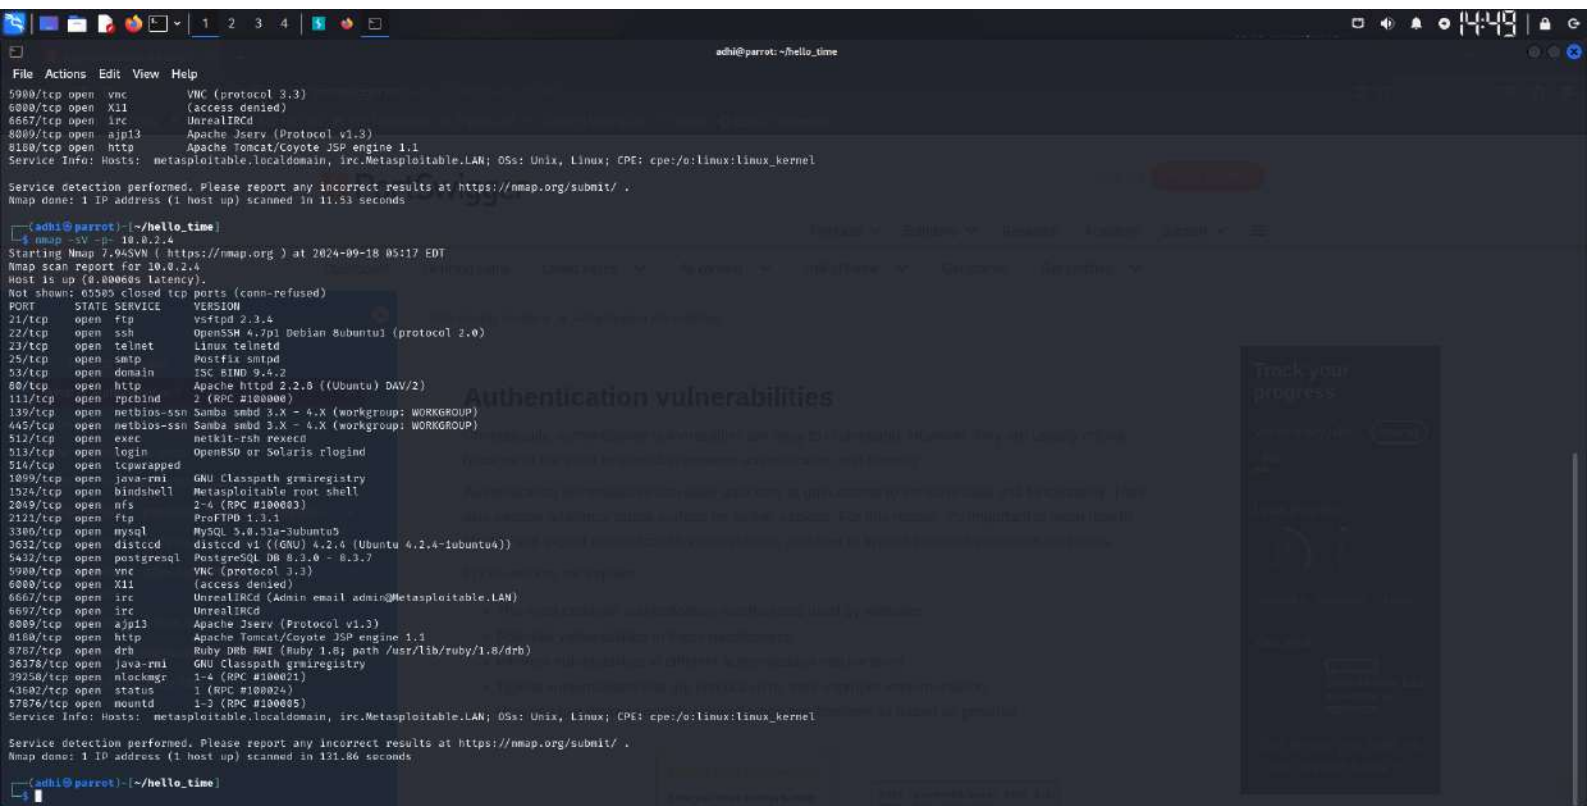 1 2 3 4
14:49
adhi@parrot: ~/hello_time
File Actions Edit View Help
5900/tcp open vnc VNC (protocol 3.3)
6000/tcp open X11 (access denied)
6667/tcp open irc UnrealIRCd
8009/tcp open ajp13 Apache Jserv (Protocol v1.3)
8180/tcp open http Apache Tomcat/Coyote JSP engine 1.1
Service Info: Hosts: metasploitable.localdomain, irc.Metasploitable.LAN; OSs: Unix, Linux; CPE: cpe:/o:linux:linux_kernel
Service detection performed. Please report any incorrect results at https://nmap.org/submit/ .
Nmap done: 1 IP address (1 host up) scanned in 11.53 seconds
(adhi㉿parrot)-[~/hello_time]
$ nmap -sV -p- 10.0.2.4
Starting Nmap 7.94SVN ( https://nmap.org ) at 2024-09-18 05:17 EDT
Nmap scan report for 10.0.2.4
Host is up (0.00060s latency).
Not shown: 65505 closed tcp ports (conn-refused)
PORT STATE SERVICE VERSION
21/tcp open ftp vsftpd 2.3.4
22/tcp open ssh OpenSSH 4.7p1 Debian 8ubuntu1 (protocol 2.0)
23/tcp open telnet Linux telnetd
25/tcp open smtp Postfix smtpd
53/tcp open domain ISC BIND 9.4.2
80/tcp open http Apache httpd 2.2.8 ((Ubuntu) DAV/2)
111/tcp open rpcbind 2 (RPC #100000)
139/tcp open netbios-ssn Samba smbd 3.X - 4.X (workgroup: WORKGROUP)
445/tcp open netbios-ssn Samba smbd 3.X - 4.X (workgroup: WORKGROUP)
512/tcp open exec netkit-rsh rexecd
513/tcp open login OpenBSD or Solaris rlogind
514/tcp open tcpwrapped
1099/tcp open java-rmi GNU Classpath grmiregistry
1524/tcp open bindshell Metasploitable root shell
2049/tcp open nfs 2-4 (RPC #100003)
2121/tcp open ftp ProFTPD 1.3.1
3306/tcp open mysql MySQL 5.0.51a-3ubuntu5
3632/tcp open distccd distccd v1 ((GNU) 4.2.4 (Ubuntu 4.2.4-1ubuntu4))
5432/tcp open postgresql PostgreSQL DB 8.3.0 - 8.3.7
5900/tcp open vnc VNC (protocol 3.3)
6000/tcp open X11 (access denied)
6667/tcp open irc UnrealIRCd (Admin email admin@Metasploitable.LAN)
6697/tcp open irc UnrealIRCd
8009/tcp open ajp13 Apache Jserv (Protocol v1.3)
8180/tcp open http Apache Tomcat/Coyote JSP engine 1.1
8787/tcp open drb Ruby DRb RMI (Ruby 1.8; path /usr/lib/ruby/1.8/drb)
36378/tcp open java-rmi GNU Classpath grmiregistry
39258/tcp open nlockmgr 1-4 (RPC #100021)
43602/tcp open status 1 (RPC #100024)
57876/tcp open mountd 1-3 (RPC #100005)
Service Info: Hosts: metasploitable.localdomain, irc.Metasploitable.LAN; OSs: Unix, Linux; CPE: cpe:/o:linux:linux_kernel
Service detection performed. Please report any incorrect results at https://nmap.org/submit/ .
Nmap done: 1 IP address (1 host up) scanned in 131.86 seconds
(adhi㉿parrot)-[~/hello_time]
$
PortSwigger
Authentication vulnerabilities
Track your
progress